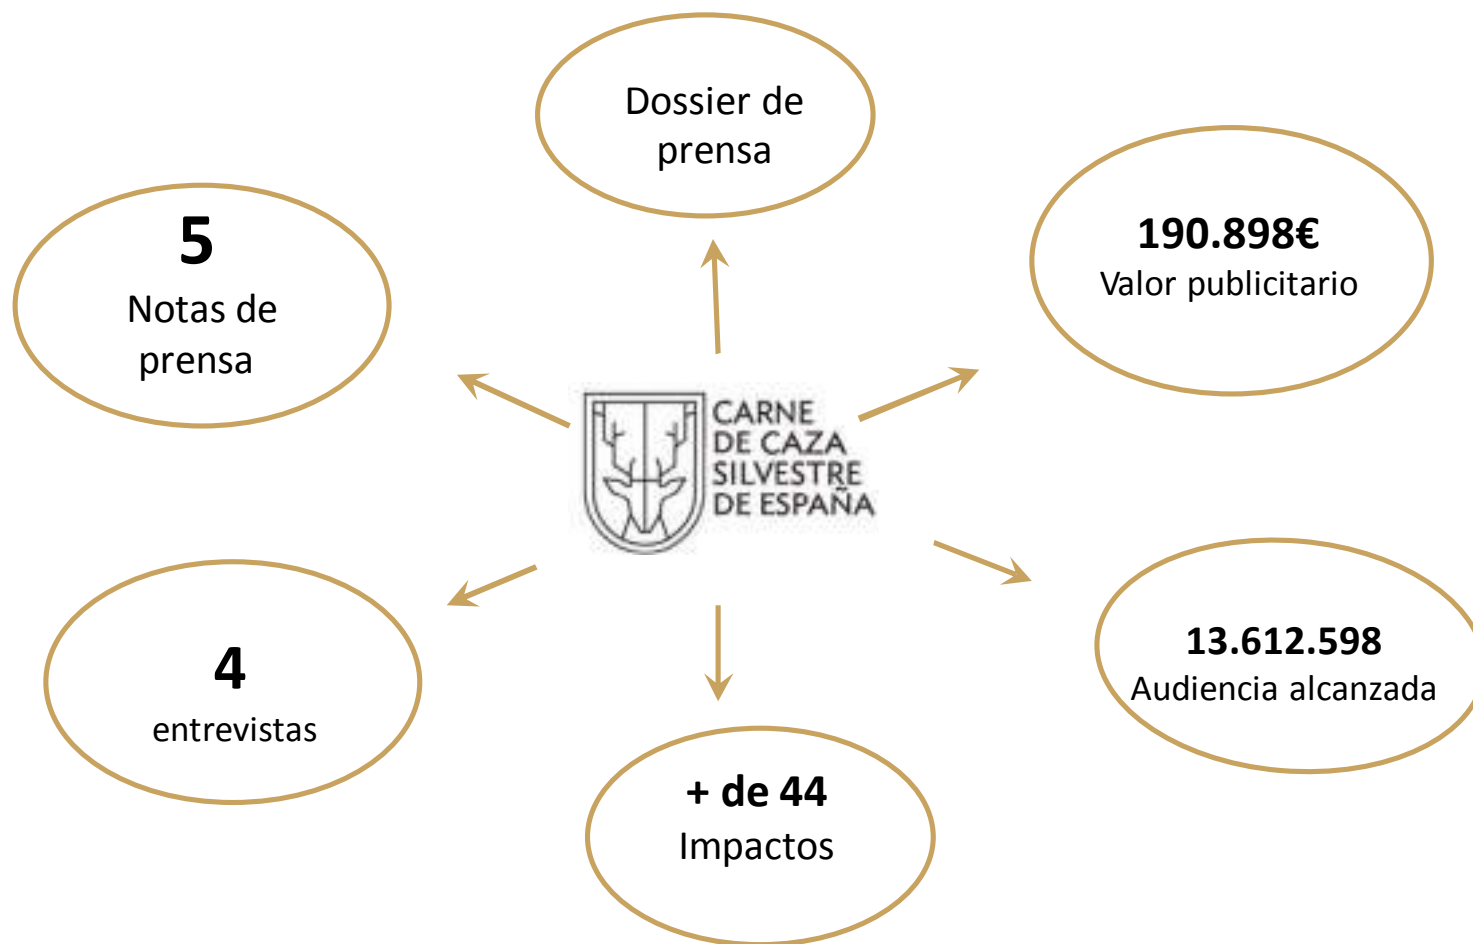 Dossier de
prensa
5
Notas de
prensa
190.898€
Valor publicitario
CARNE
DE CAZA
SILVESTRE
DE ESPAÑA
4
entrevistas
13.612.598
Audiencia alcanzada
+ de 44
Impactos